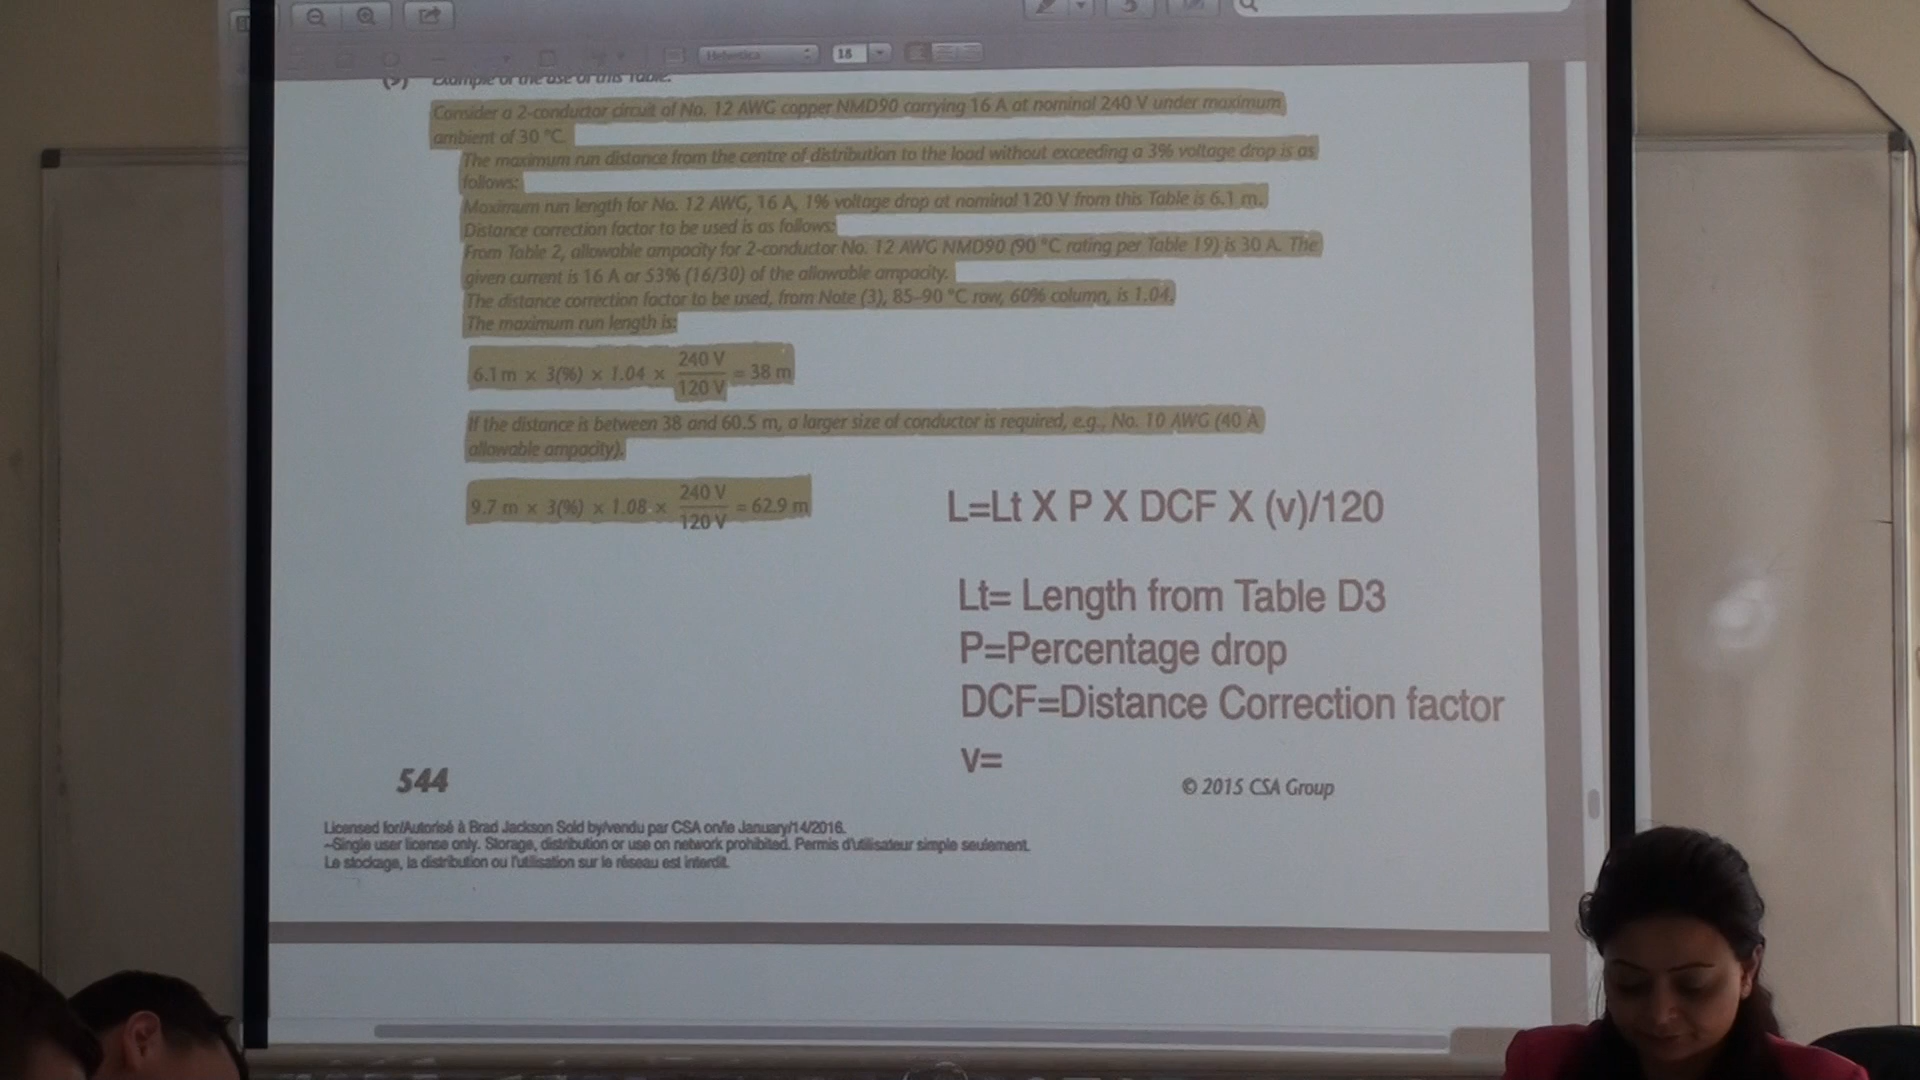 Helvetica
18
(5) Example of the use of this Table:
Consider a 2-conductor circuit of No. 12 AWG copper NMD90 carrying 16 A at nominal 240 V under maximum
ambient of 30 °C.
The maximum run distance from the centre of distribution to the load without exceeding a 3% voltage drop is as
follows:
Maximum run length for No. 12 AWG, 16 A, 1% voltage drop at nominal 120 V from this Table is 6.1 m.
Distance correction factor to be used is as follows:
From Table 2, allowable ampacity for 2-conductor No. 12 AWG NMD90 (90 °C rating per Table 19) is 30 A. The
given current is 16 A or 53% (16/30) of the allowable ampacity.
The distance correction factor to be used, from Note (3), 85–90 °C row, 60% column, is 1.04.
The maximum run length is:
6.1 m × 3(%) × 1.04 × 240 V / 120 V = 38 m
If the distance is between 38 and 60.5 m, a larger size of conductor is required, e.g., No. 10 AWG (40 A
allowable ampacity).
9.7 m × 3(%) × 1.08 × 240 V / 120 V = 62.9 m
L=Lt X P X DCF X (v)/120
Lt= Length from Table D3
P=Percentage drop
DCF=Distance Correction factor
v=
544
© 2015 CSA Group
Licensed for/Autorisé à Brad Jackson Sold by/vendu par CSA on/le January/14/2016.
~Single user license only. Storage, distribution or use on network prohibited. Permis d'utilisateur simple seulement.
Le stockage, la distribution ou l'utilisation sur le réseau est interdit.